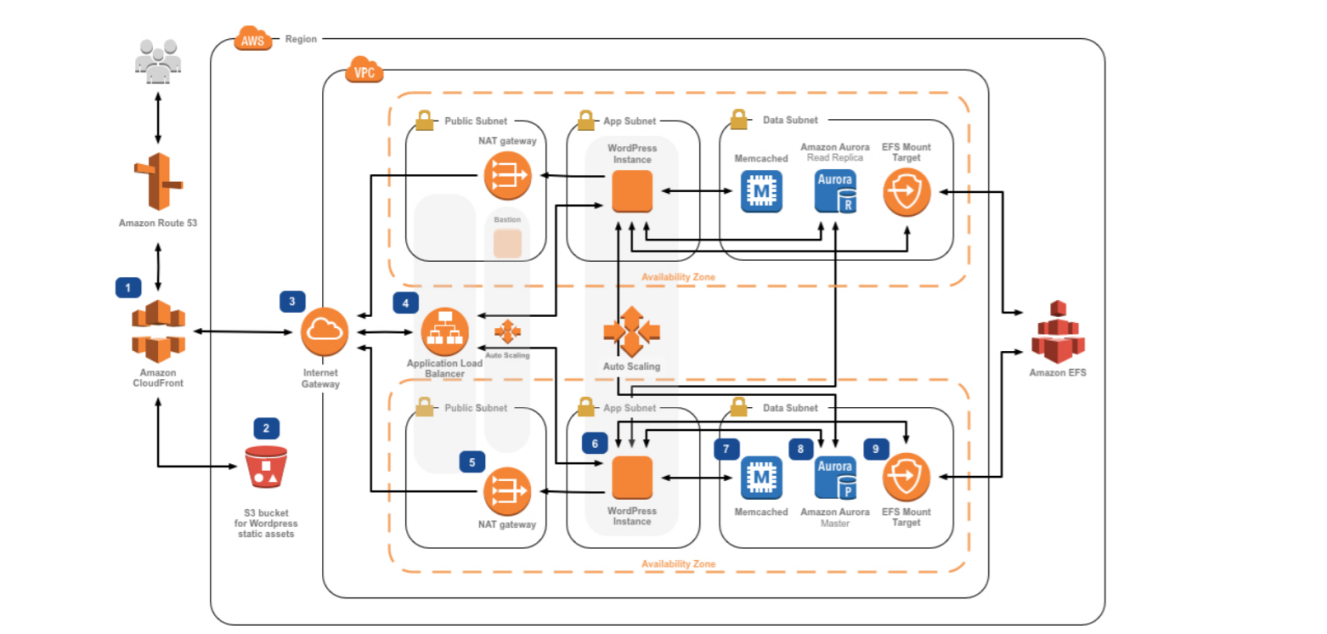 AWS
Region
VPC
Public Subnet
App Subnet
Data Subnet
NAT gateway
WordPress
Instance
Memcached
Amazon Aurora
Read Replica
EFS Mount
Target
M
Aurora
R
Bastion
Amazon Route 53
Availability Zone
1
3
4
Amazon
CloudFront
Internet
Gateway
Application Load
Balancer
Auto Scaling
Auto Scaling
Amazon EFS
Public Subnet
App Subnet
Data Subnet
2
5
6
7
8
9
M
Aurora
P
S3 bucket
for Wordpress
static assets
NAT gateway
WordPress
Instance
Memcached
Amazon Aurora
Master
EFS Mount
Target
Availability Zone